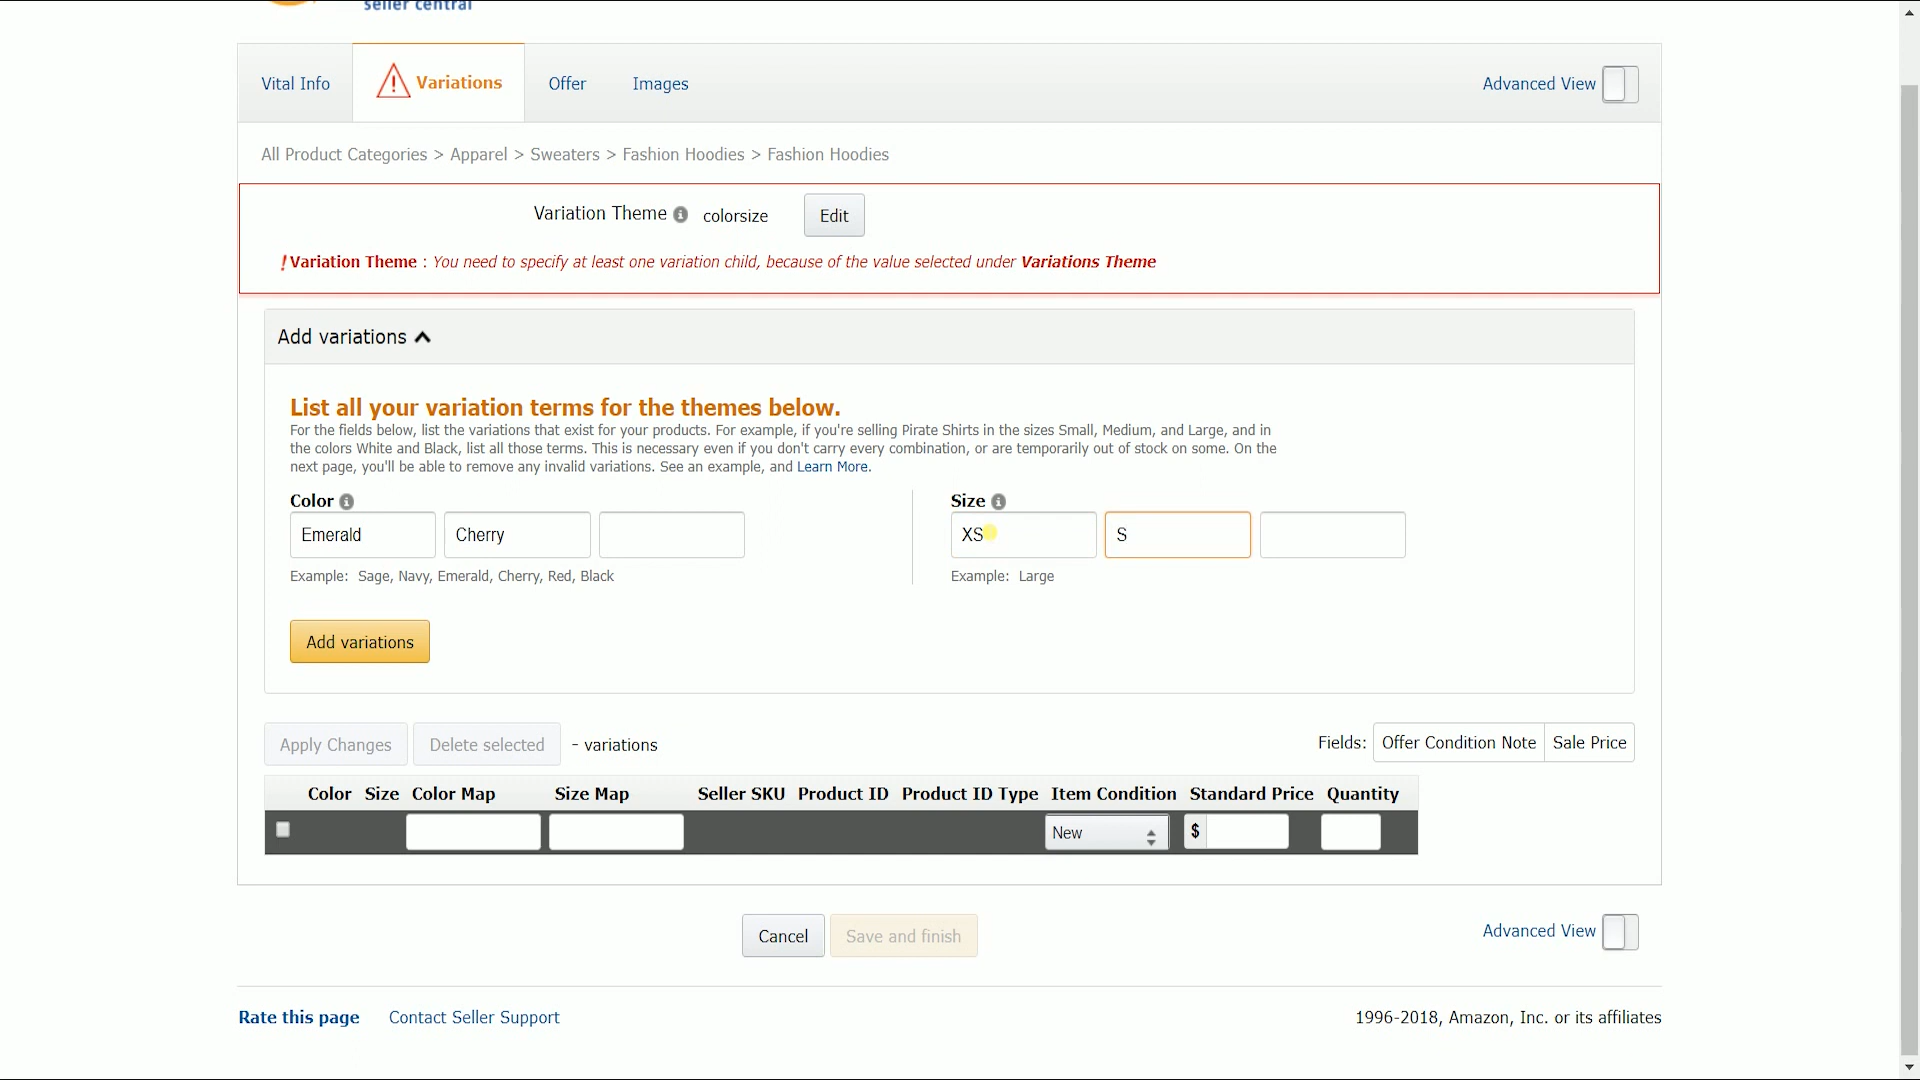 seller central
Vital Info
Variations
Offer
Images
Advanced View
All Product Categories > Apparel > Sweaters > Fashion Hoodies > Fashion Hoodies
Variation Theme colorsize Edit
! Variation Theme : You need to specify at least one variation child, because of the value selected under Variations Theme
Add variations
List all your variation terms for the themes below.
For the fields below, list the variations that exist for your products. For example, if you're selling Pirate Shirts in the sizes Small, Medium, and Large, and in
the colors White and Black, list all those terms. This is necessary even if you don't carry every combination, or are temporarily out of stock on some. On the
next page, you'll be able to remove any invalid variations. See an example, and Learn More.
Color Size
Emerald Cherry XS S
Example: Sage, Navy, Emerald, Cherry, Red, Black Example: Large
Add variations
Apply Changes Delete selected - variations Fields: Offer Condition Note Sale Price
Color Size Color Map Size Map Seller SKU Product ID Product ID Type Item Condition Standard Price Quantity
New $
Cancel Save and finish Advanced View
Rate this page Contact Seller Support 1996-2018, Amazon, Inc. or its affiliates